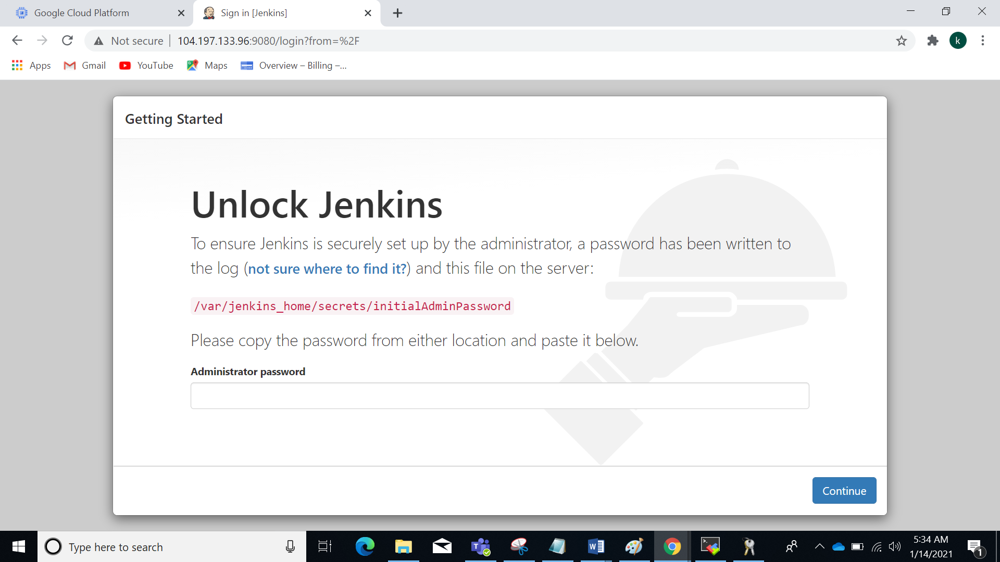 Google Cloud Platform
Sign in [Jenkins]
Not secure | 104.197.133.96:9080/login?from=%2F
k
Apps Gmail YouTube Maps Overview – Billing –...
Getting Started
Unlock Jenkins
To ensure Jenkins is securely set up by the administrator, a password has been written to
the log (not sure where to find it?) and this file on the server:
/var/jenkins_home/secrets/initialAdminPassword
Please copy the password from either location and paste it below.
Administrator password
Continue
Type here to search
5:34 AM
1/14/2021
1